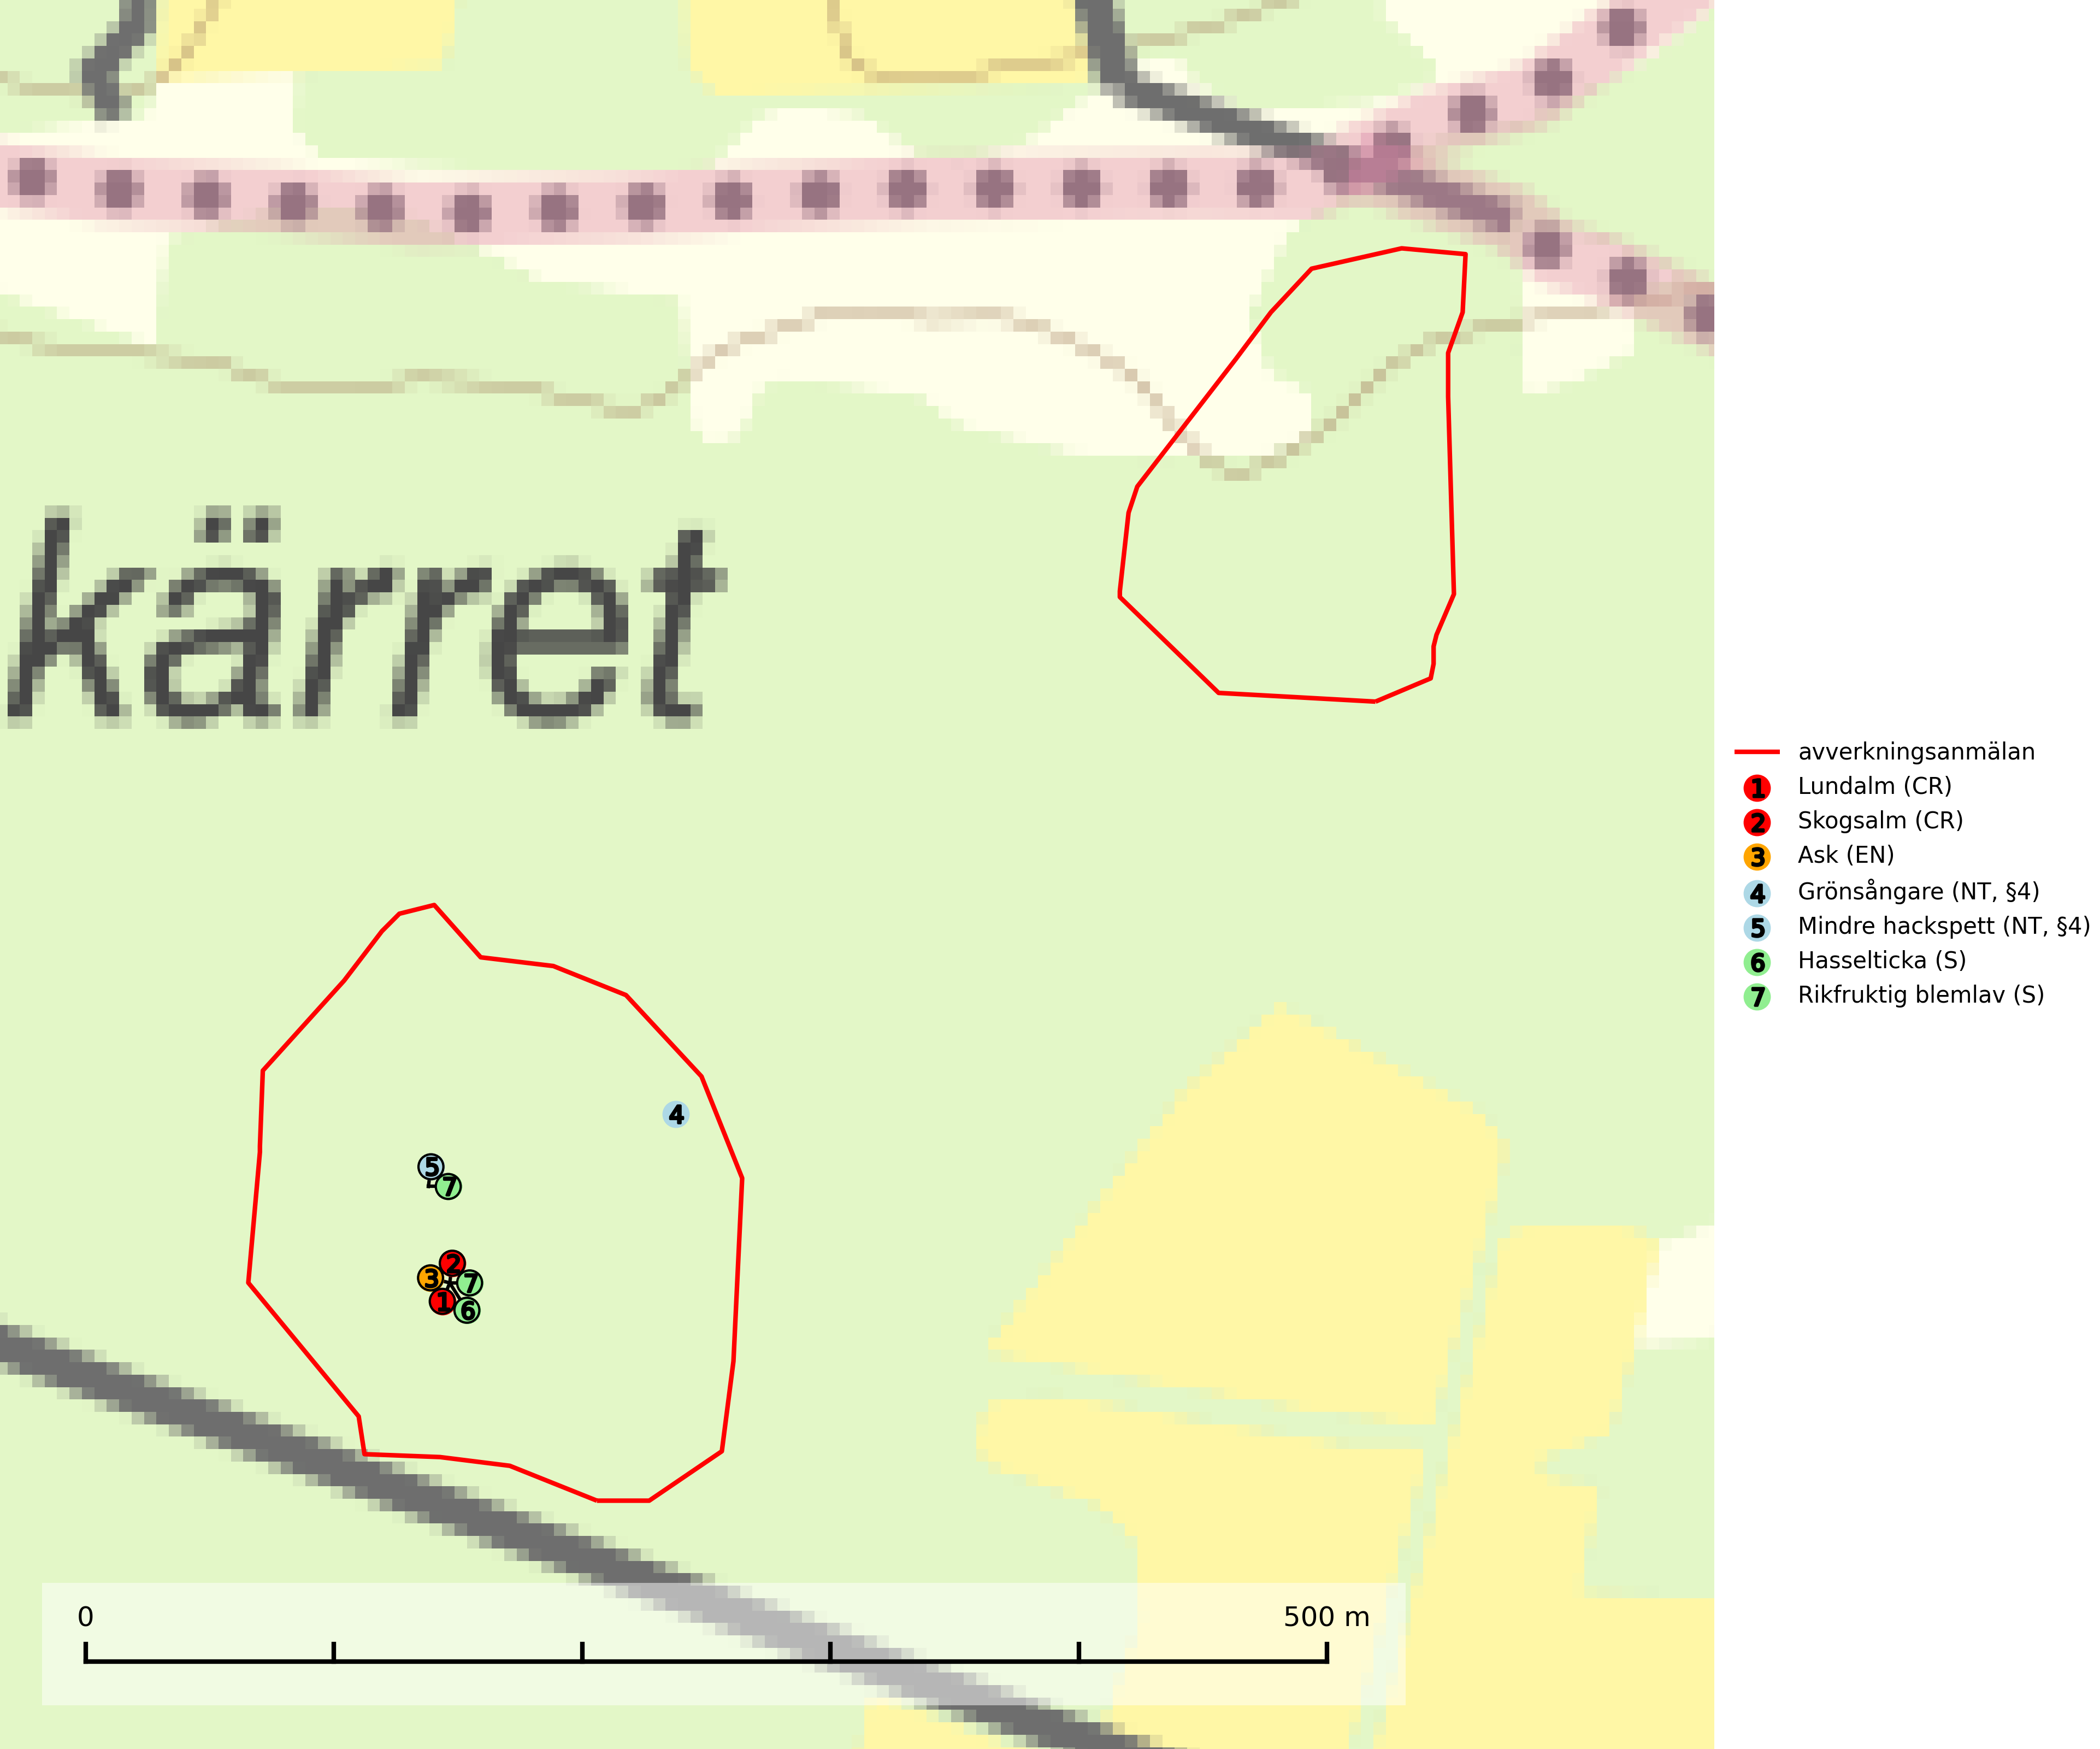 kärret
avverkningsanmälan
1 Lundalm (CR)
2 Skogsalm (CR)
3 Ask (EN)
4 Grönsångare (NT, §4)
5 Mindre hackspett (NT, §4)
6 Hasselticka (S)
7 Rikfruktig blemlav (S)
4
5
7
2
3
7
1
6
0 500 m